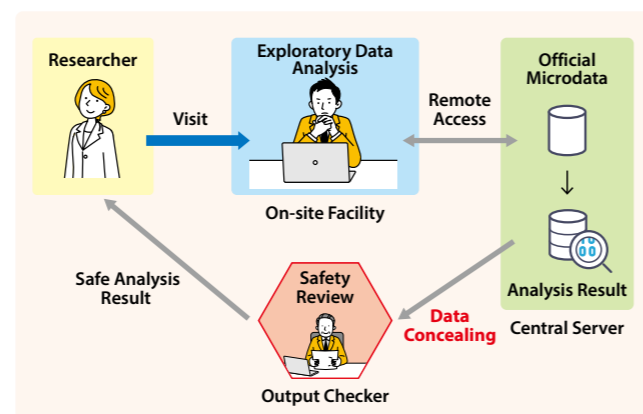 Researcher
Visit
Exploratory Data
Analysis
On-site Facility
Remote
Access
Official
Microdata
Analysis Result
Central Server
Data
Concealing
Safety
Review
Output Checker
Safe Analysis
Result